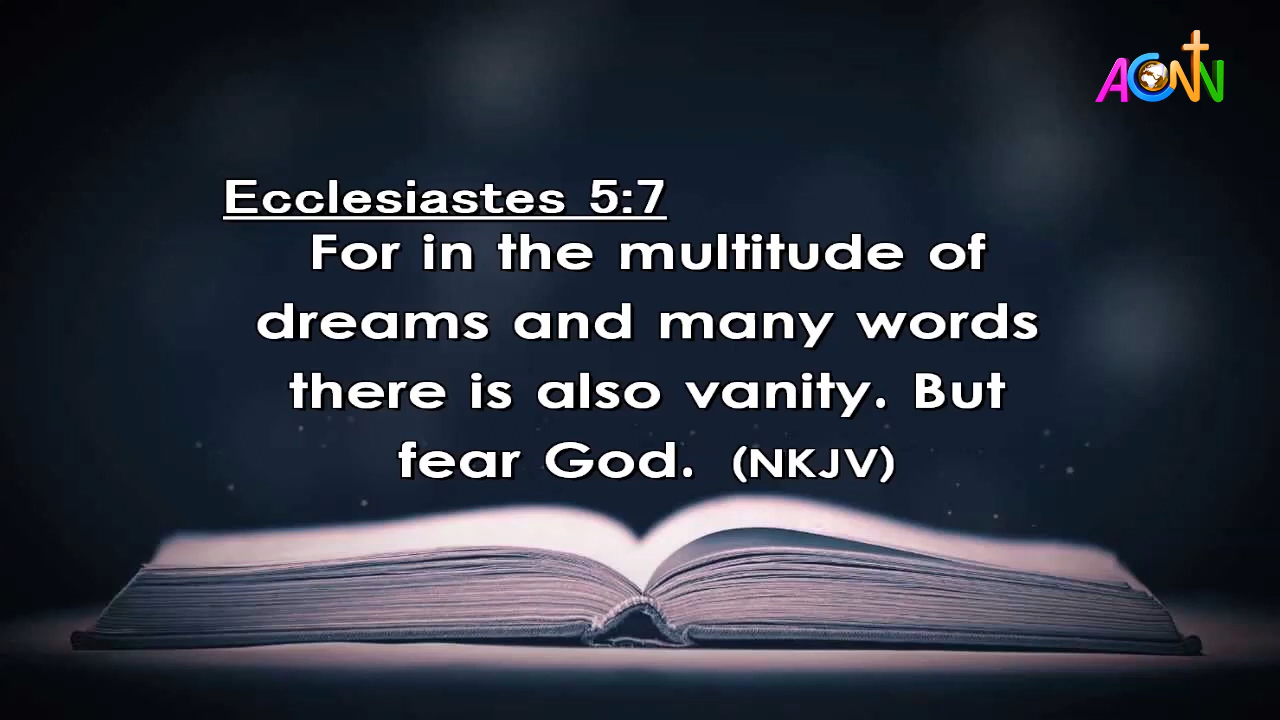 ACNN
Ecclesiastes 5:7
For in the multitude of
dreams and many words
there is also vanity. But
fear God. (NKJV)